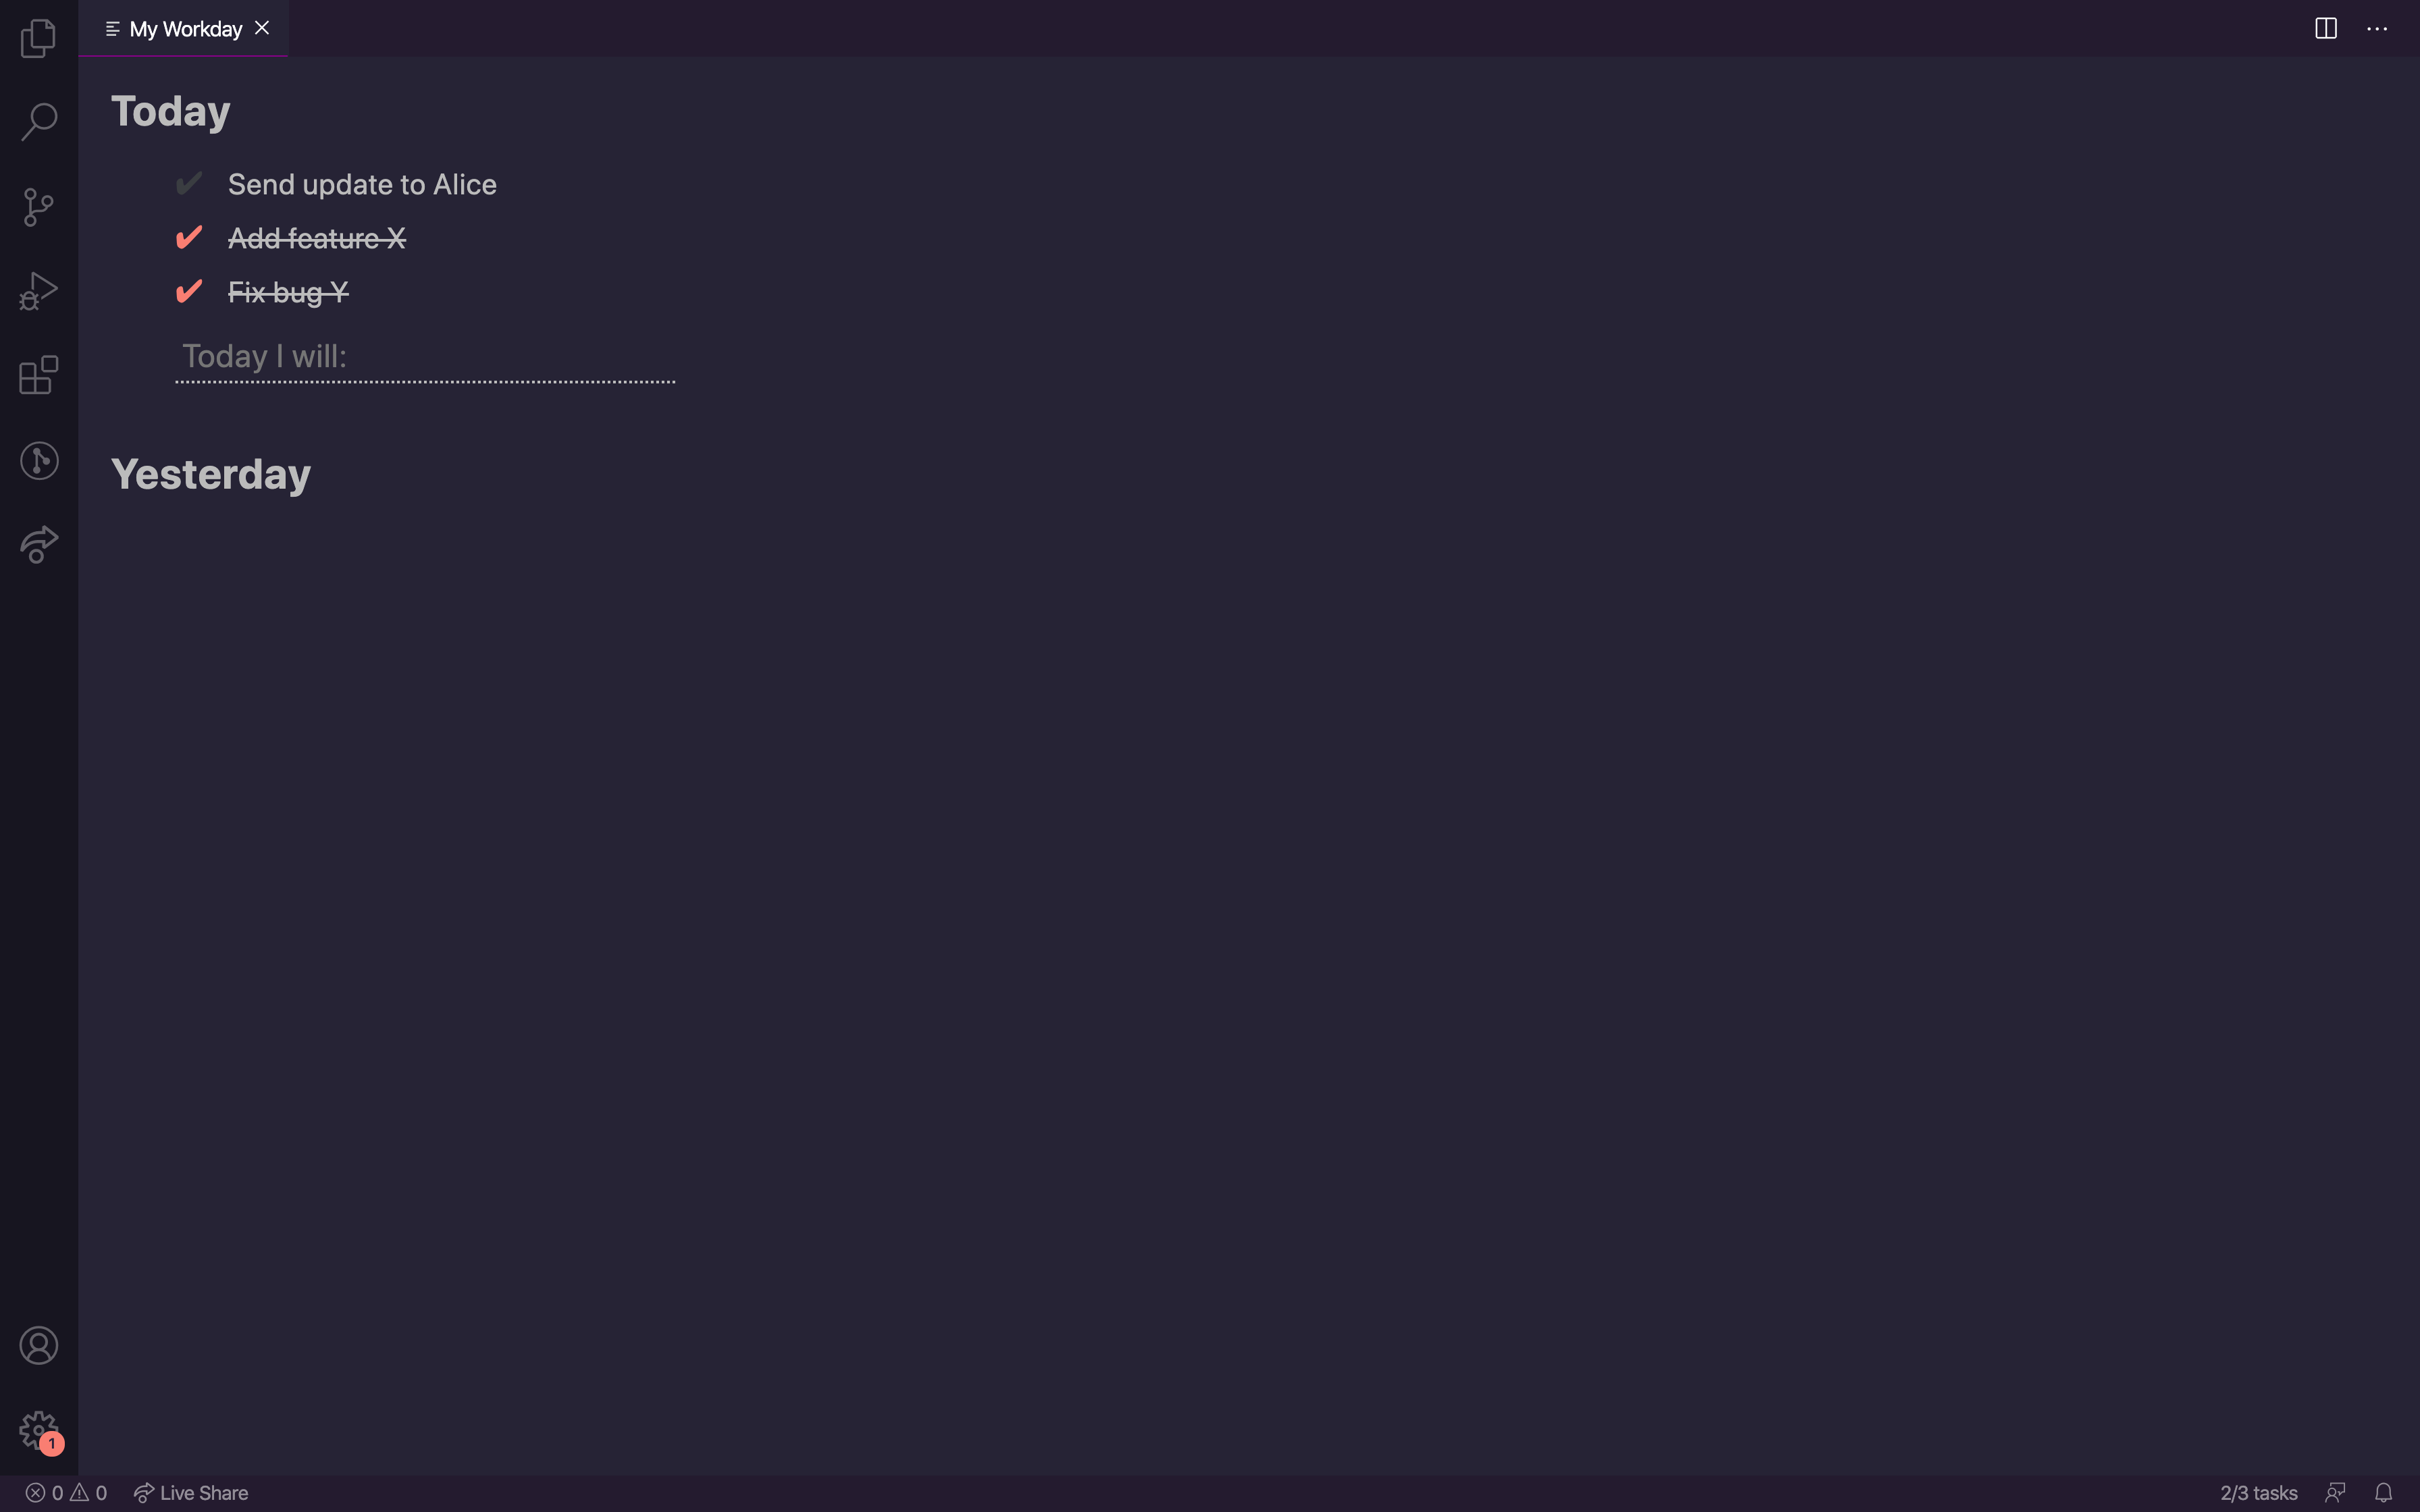 My Workday
Today
Send update to Alice
Add feature X
Fix bug Y
Today I will:
Yesterday
1
0 0 Live Share
2/3 tasks